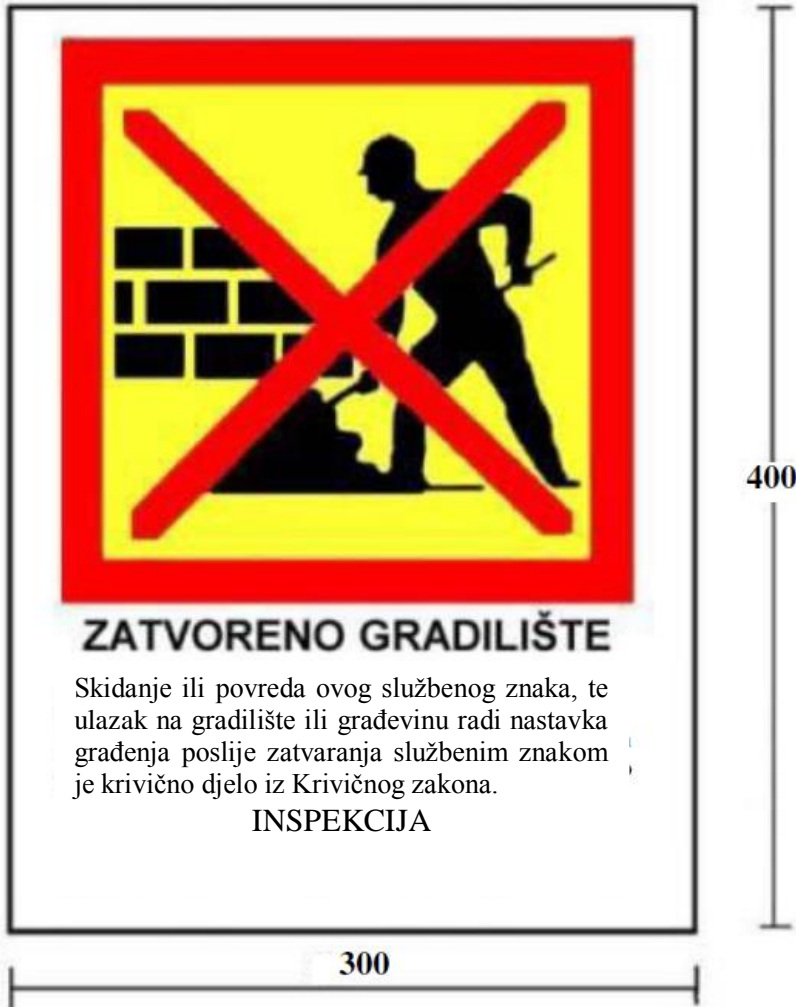 400
ZATVORENO GRADILIŠTE
Skidanje ili povreda ovog službenog znaka, te
ulazak na gradilište ili građevinu radi nastavka
građenja poslije zatvaranja službenim znakom
je krivično djelo iz Krivičnog zakona.
INSPEKCIJA
300